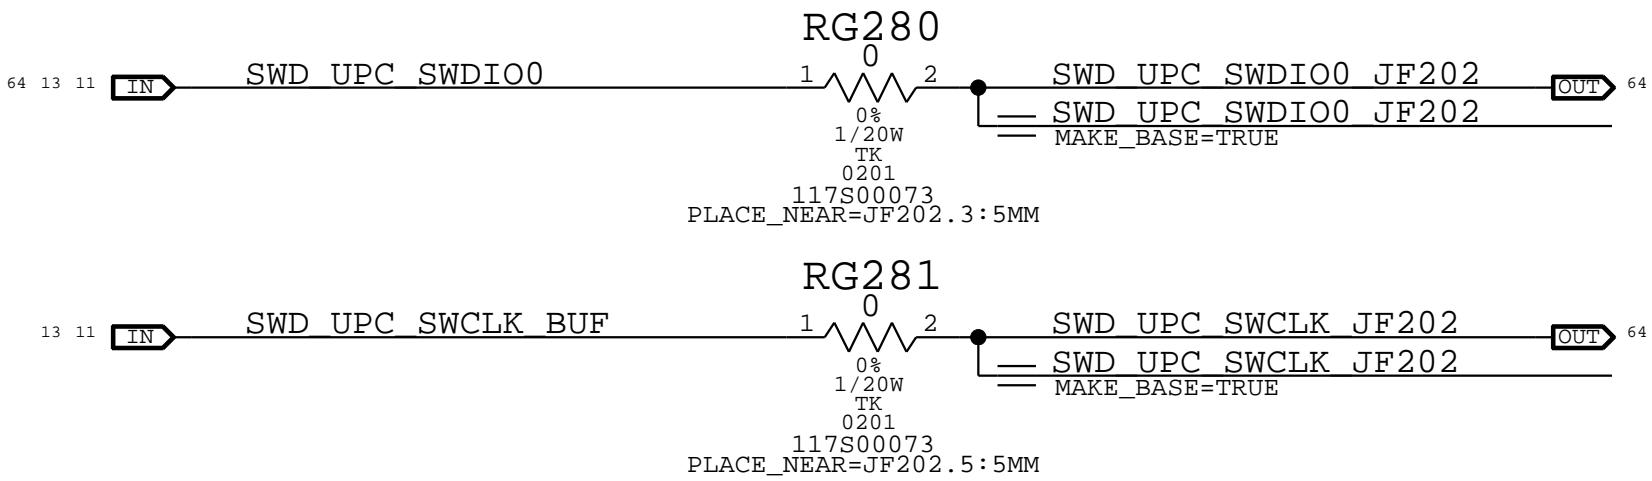 RG280
0
64 13 11 IN SWD_UPC_SWDIO0 1 2 SWD_UPC_SWDIO0_JF202 OUT 64
SWD_UPC_SWDIO0_JF202
0%
MAKE_BASE=TRUE
1/20W
TK
0201
117S00073
PLACE_NEAR=JF202.3:5MM
RG281
0
13 11 IN SWD_UPC_SWCLK_BUF 1 2 SWD_UPC_SWCLK_JF202 OUT 64
SWD_UPC_SWCLK_JF202
0%
MAKE_BASE=TRUE
1/20W
TK
0201
117S00073
PLACE_NEAR=JF202.5:5MM